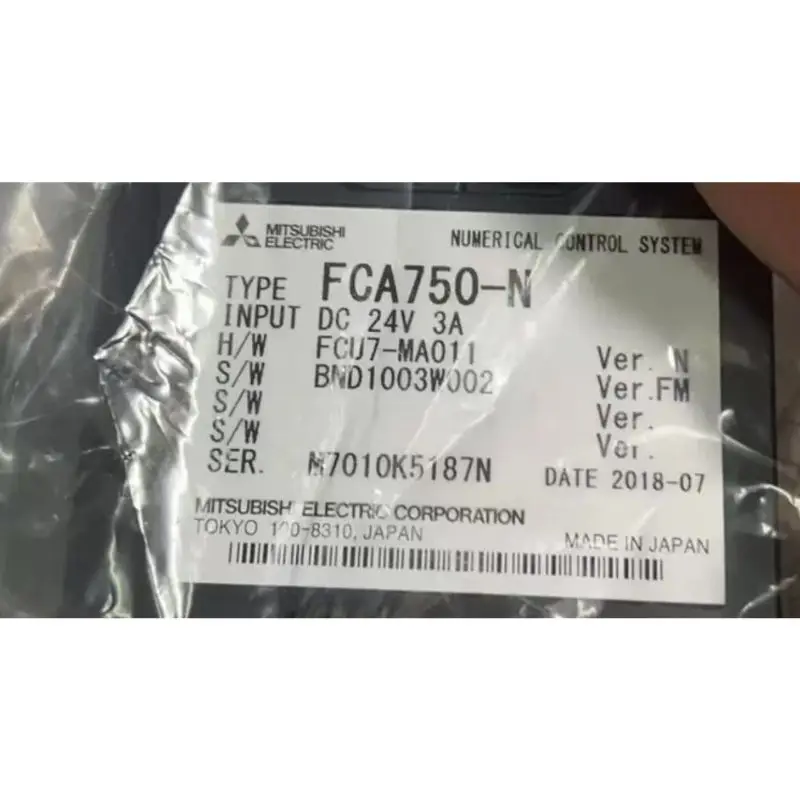 MITSUBISHI
ELECTRIC
NUMERICAL CONTROL SYSTEM
TYPE FCA750-N
INPUT DC 24V 3A
H/W FCU7-MA011 Ver. N
S/W BND1003W002 Ver.FM
S/W Ver.
S/W Ver.
SER. M7010K5187N DATE 2018-07
MITSUBISHI ELECTRIC CORPORATION
TOKYO 100-8310, JAPAN MADE IN JAPAN